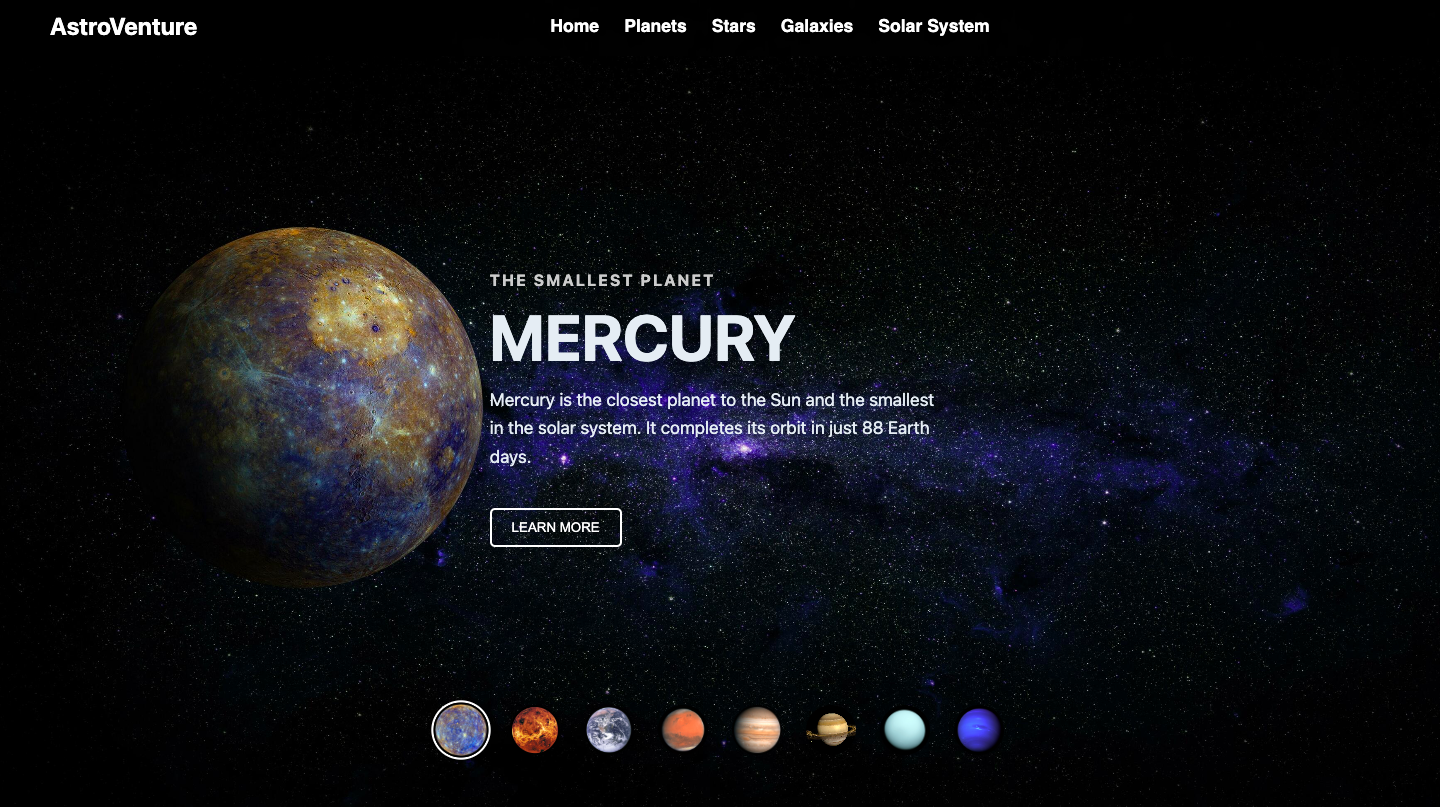 AstroVenture
Home Planets Stars Galaxies Solar System
THE SMALLEST PLANET
MERCURY
Mercury is the closest planet to the Sun and the smallest
in the solar system. It completes its orbit in just 88 Earth
days.
LEARN MORE